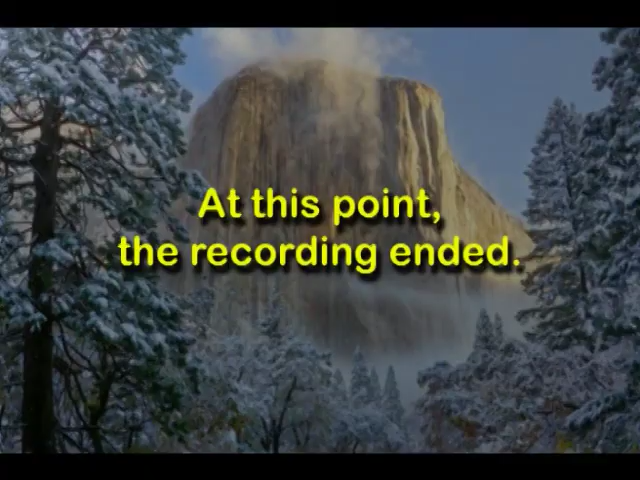 At this point,
the recording ended.